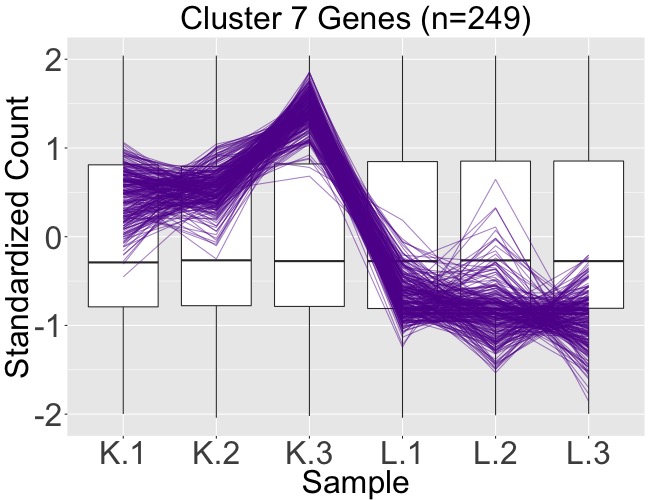 Cluster 7 Genes (n=249)
Standardized Count
2
1
0
-1
-2
K.1 K.2 K.3 L.1 L.2 L.3
Sample